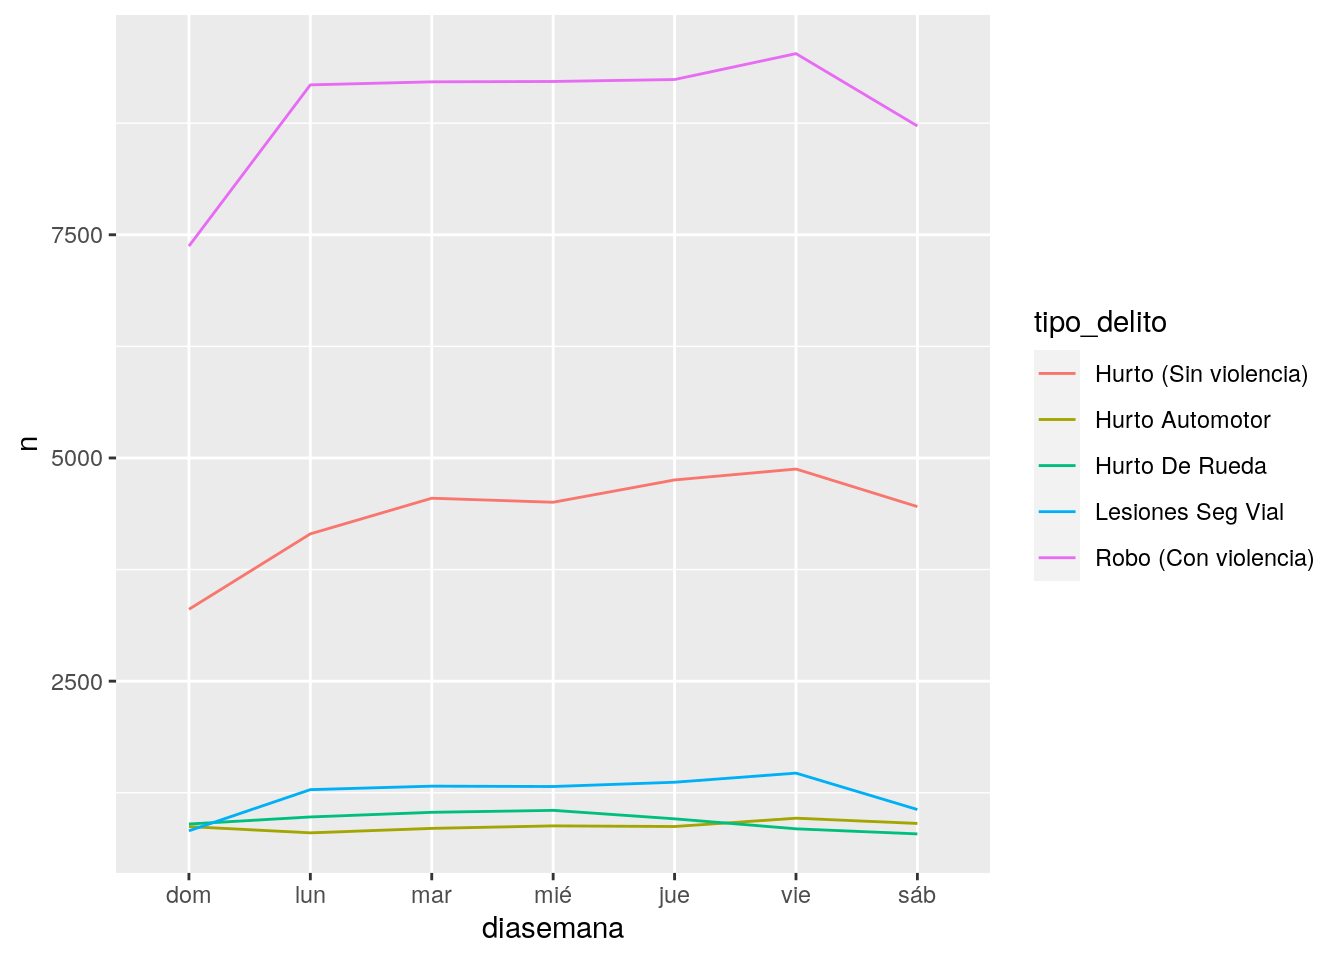 n
7500
5000
2500
dom lun mar mié jue vie sáb
diasemana
tipo_delito
Hurto (Sin violencia)
Hurto Automotor
Hurto De Rueda
Lesiones Seg Vial
Robo (Con violencia)